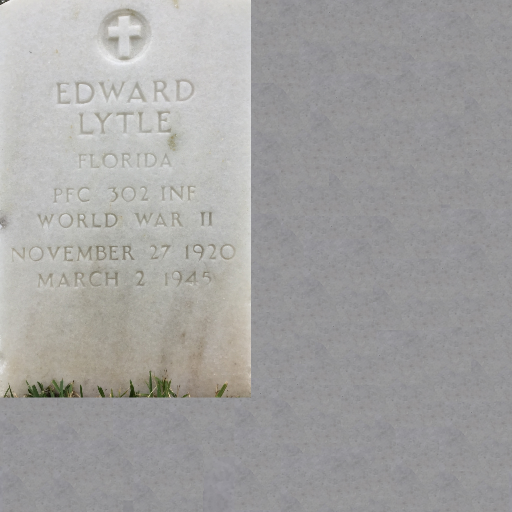 EDWARD
LYTLE
FLORIDA
PFC 302 INF
WORLD WAR II
NOVEMBER 27 1920
MARCH 2 1945